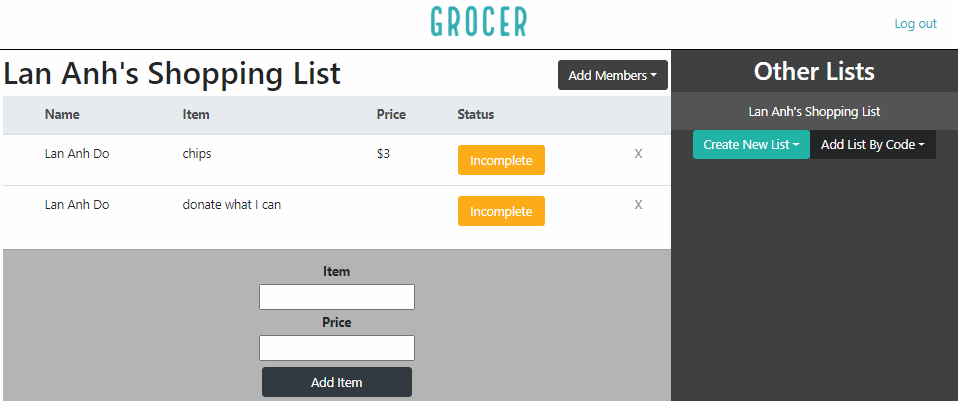 GROCER
Log out
Lan Anh's Shopping List
Add Members
Name Item Price Status
Lan Anh Do chips $3 Incomplete X
Lan Anh Do donate what I can Incomplete X
Item
Price
Add Item
Other Lists
Lan Anh's Shopping List
Create New List Add List By Code